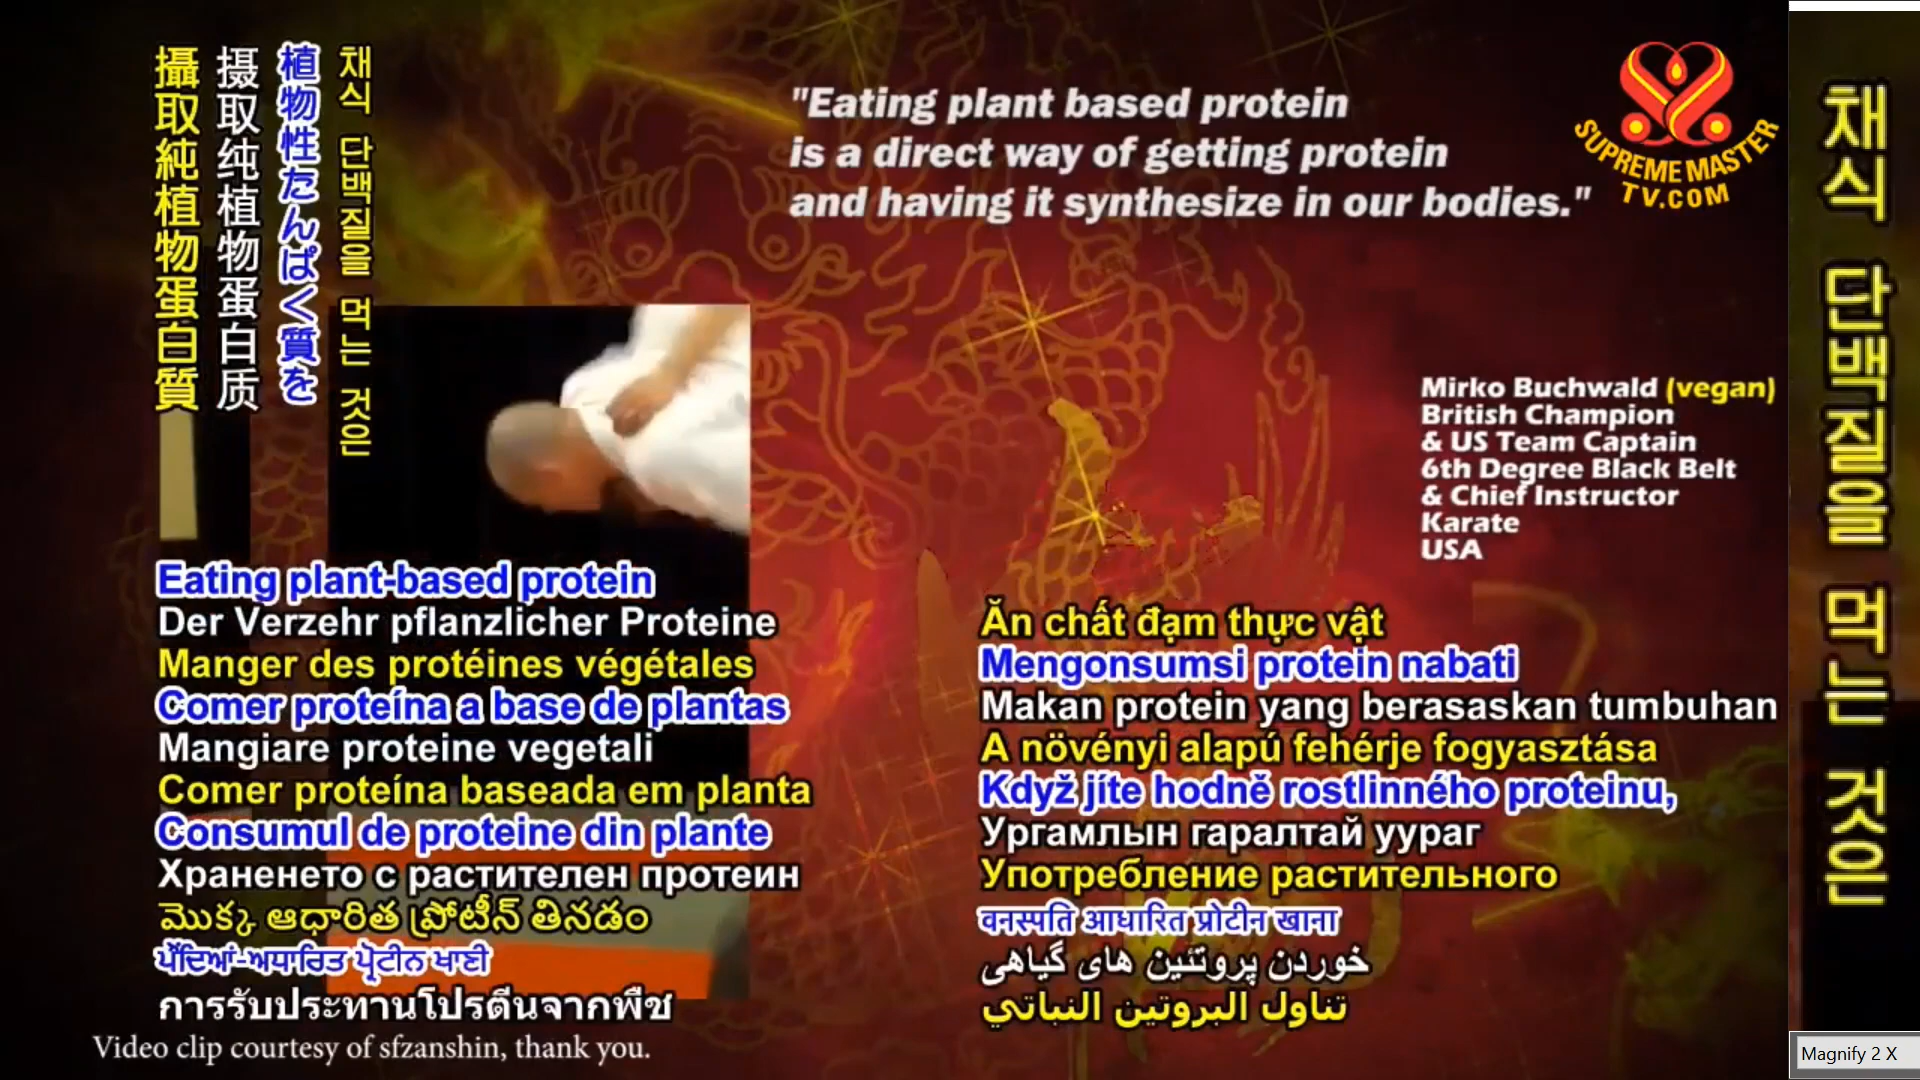 攝取純植物蛋白質
摄取纯植物蛋白质
植物性たんぱく質を
채식 단백질을 먹는 것은
"Eating plant based protein
is a direct way of getting protein
and having it synthesize in our bodies."
SUPREME MASTER
TV.COM
Mirko Buchwald (vegan)
British Champion
& US Team Captain
6th Degree Black Belt
& Chief Instructor
Karate
USA
Eating plant-based protein
Der Verzehr pflanzlicher Proteine
Manger des protéines végétales
Comer proteína a base de plantas
Mangiare proteine vegetali
Comer proteína baseada em planta
Consumul de proteine din plante
Храненето с растителен протеин
మొక్క ఆధారిత ప్రోటీన్ తినడం
ਪੌਦਿਆਂ-ਅਧਾਰਿਤ ਪ੍ਰੋਟੀਨ ਖਾਣੀ
การรับประทานโปรตีนจากพืช
Ăn chất đạm thực vật
Mengonsumsi protein nabati
Makan protein yang berasaskan tumbuhan
A növényi alapú fehérje fogyasztása
Když jíte hodně rostlinného proteinu,
Ургамлын гаралтай уураг
Употребление растительного
वनस्पति आधारित प्रोटीन खाना
خوردن پروتئین های گیاهی
تناول البروتين النباتي
Video clip courtesy of sfzanshin, thank you.
채식 단백질을 먹는 것은
Magnify 2 X